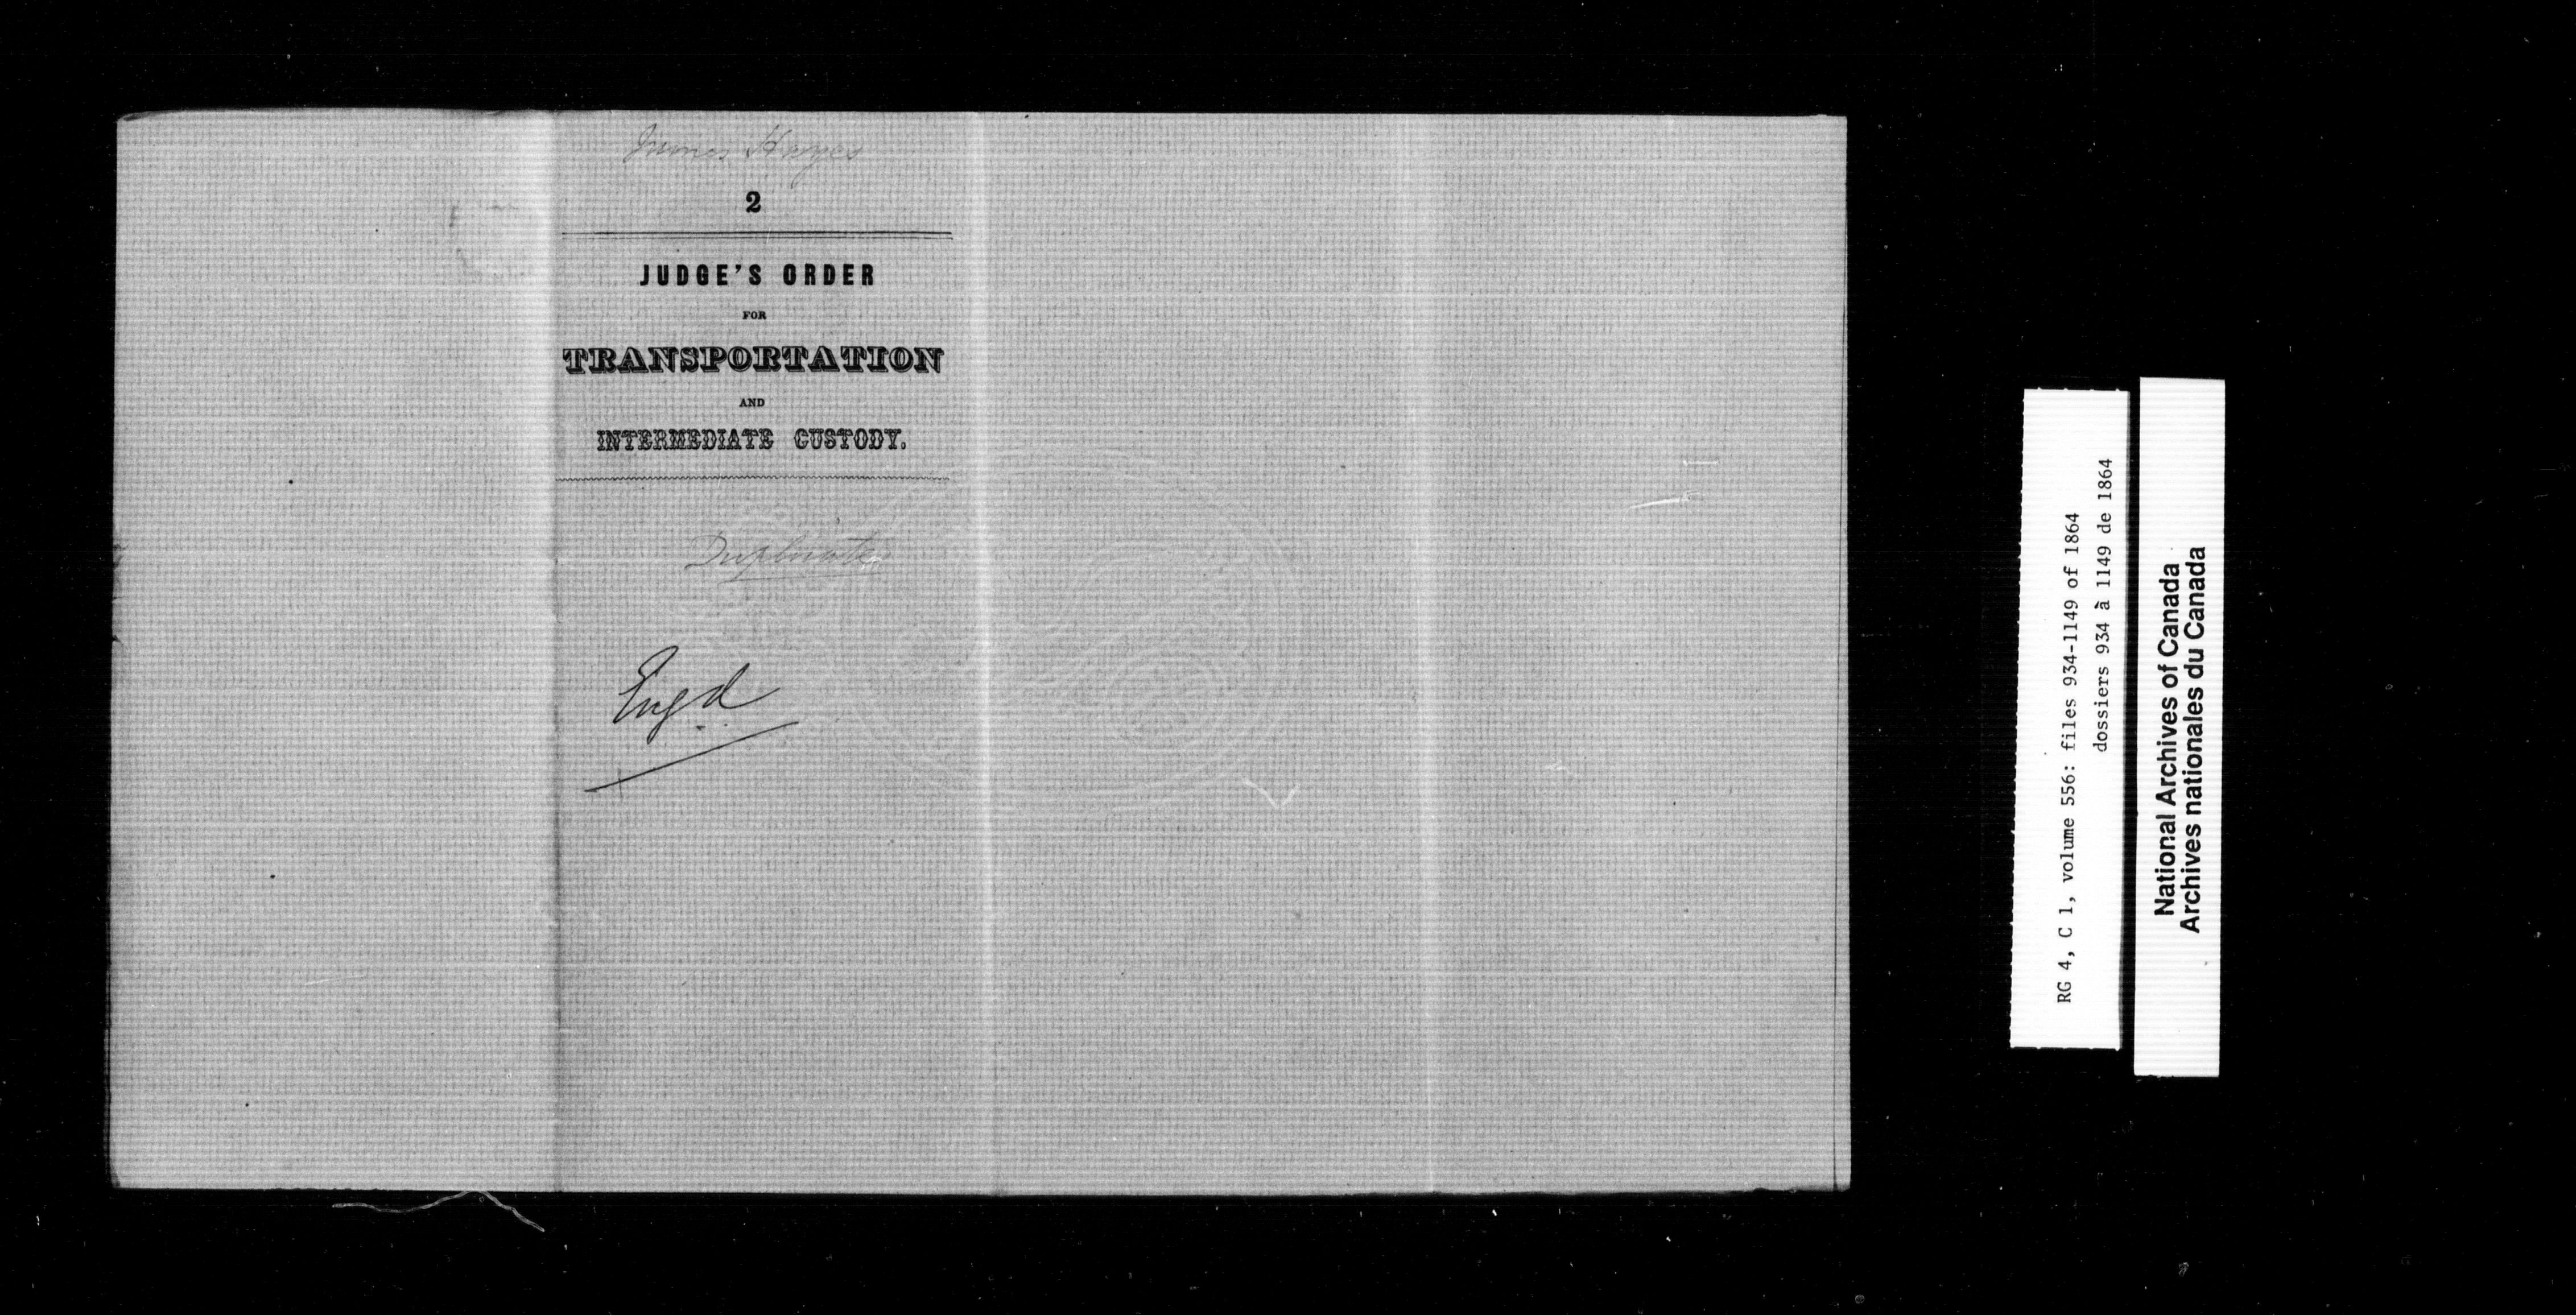 James Hayes
2
JUDGE'S ORDER
FOR
TRANSPORTATION
AND
INTERMEDIATE CUSTODY.
Duplicate
Engd
RG 4, C 1, volume 556: files 934-1149 of 1864
dossiers 934 à 1149 de 1864
National Archives of Canada
Archives nationales du Canada